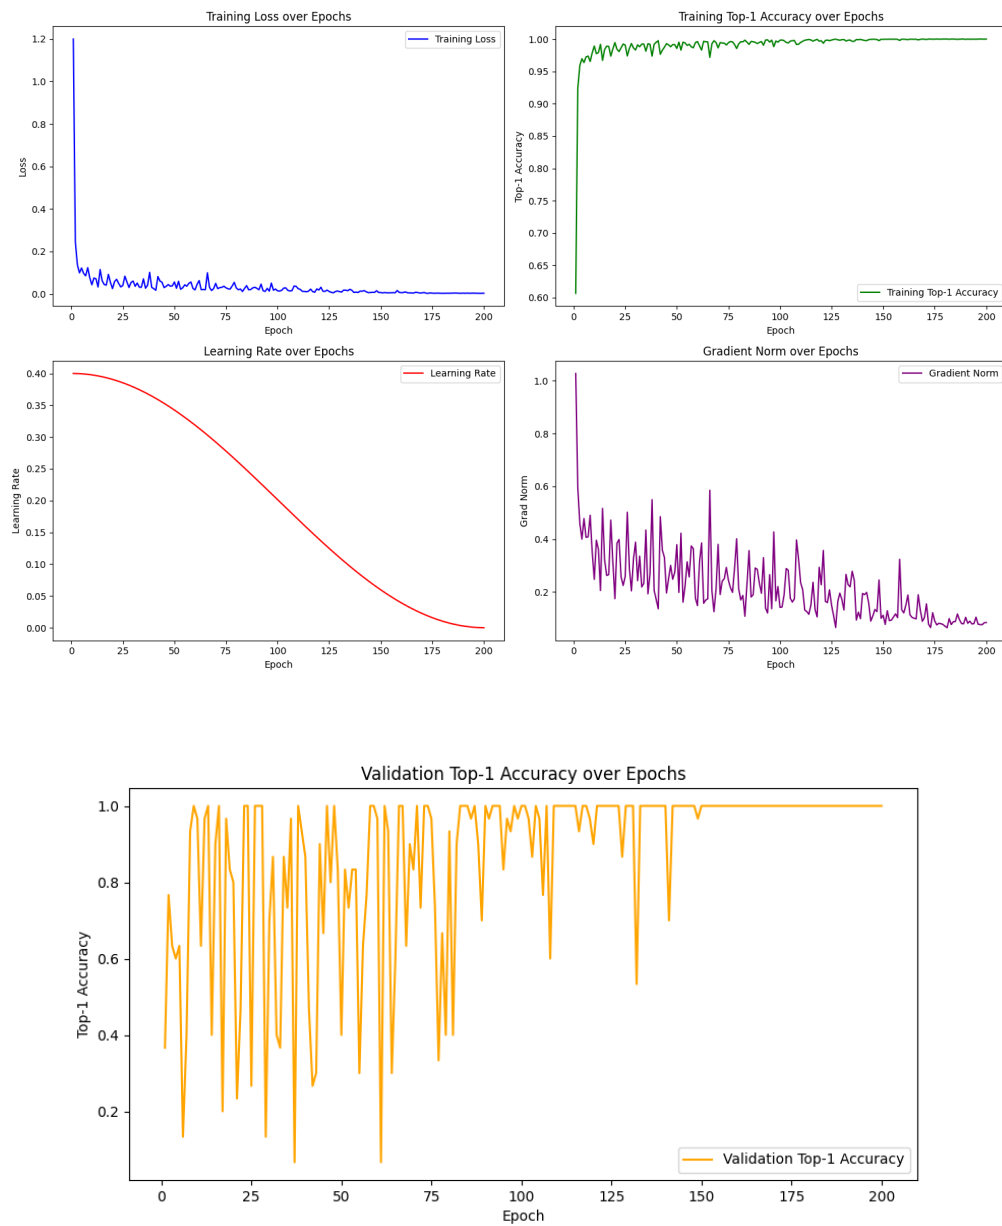 Training Loss over Epochs
Training Loss
1.2
1.0
0.8
0.6
0.4
0.2
0.0
Loss
0 25 50 75 100 125 150 175 200
Epoch
Training Top-1 Accuracy over Epochs
1.00
0.95
0.90
0.85
0.80
0.75
0.70
0.65
0.60
Top-1 Accuracy
Training Top-1 Accuracy
0 25 50 75 100 125 150 175 200
Epoch
Learning Rate over Epochs
Learning Rate
0.40
0.35
0.30
0.25
0.20
0.15
0.10
0.05
0.00
Learning Rate
0 25 50 75 100 125 150 175 200
Epoch
Gradient Norm over Epochs
Gradient Norm
1.0
0.8
0.6
0.4
0.2
Grad Norm
0 25 50 75 100 125 150 175 200
Epoch
Validation Top-1 Accuracy over Epochs
1.0
0.8
0.6
0.4
0.2
Top-1 Accuracy
Validation Top-1 Accuracy
0 25 50 75 100 125 150 175 200
Epoch